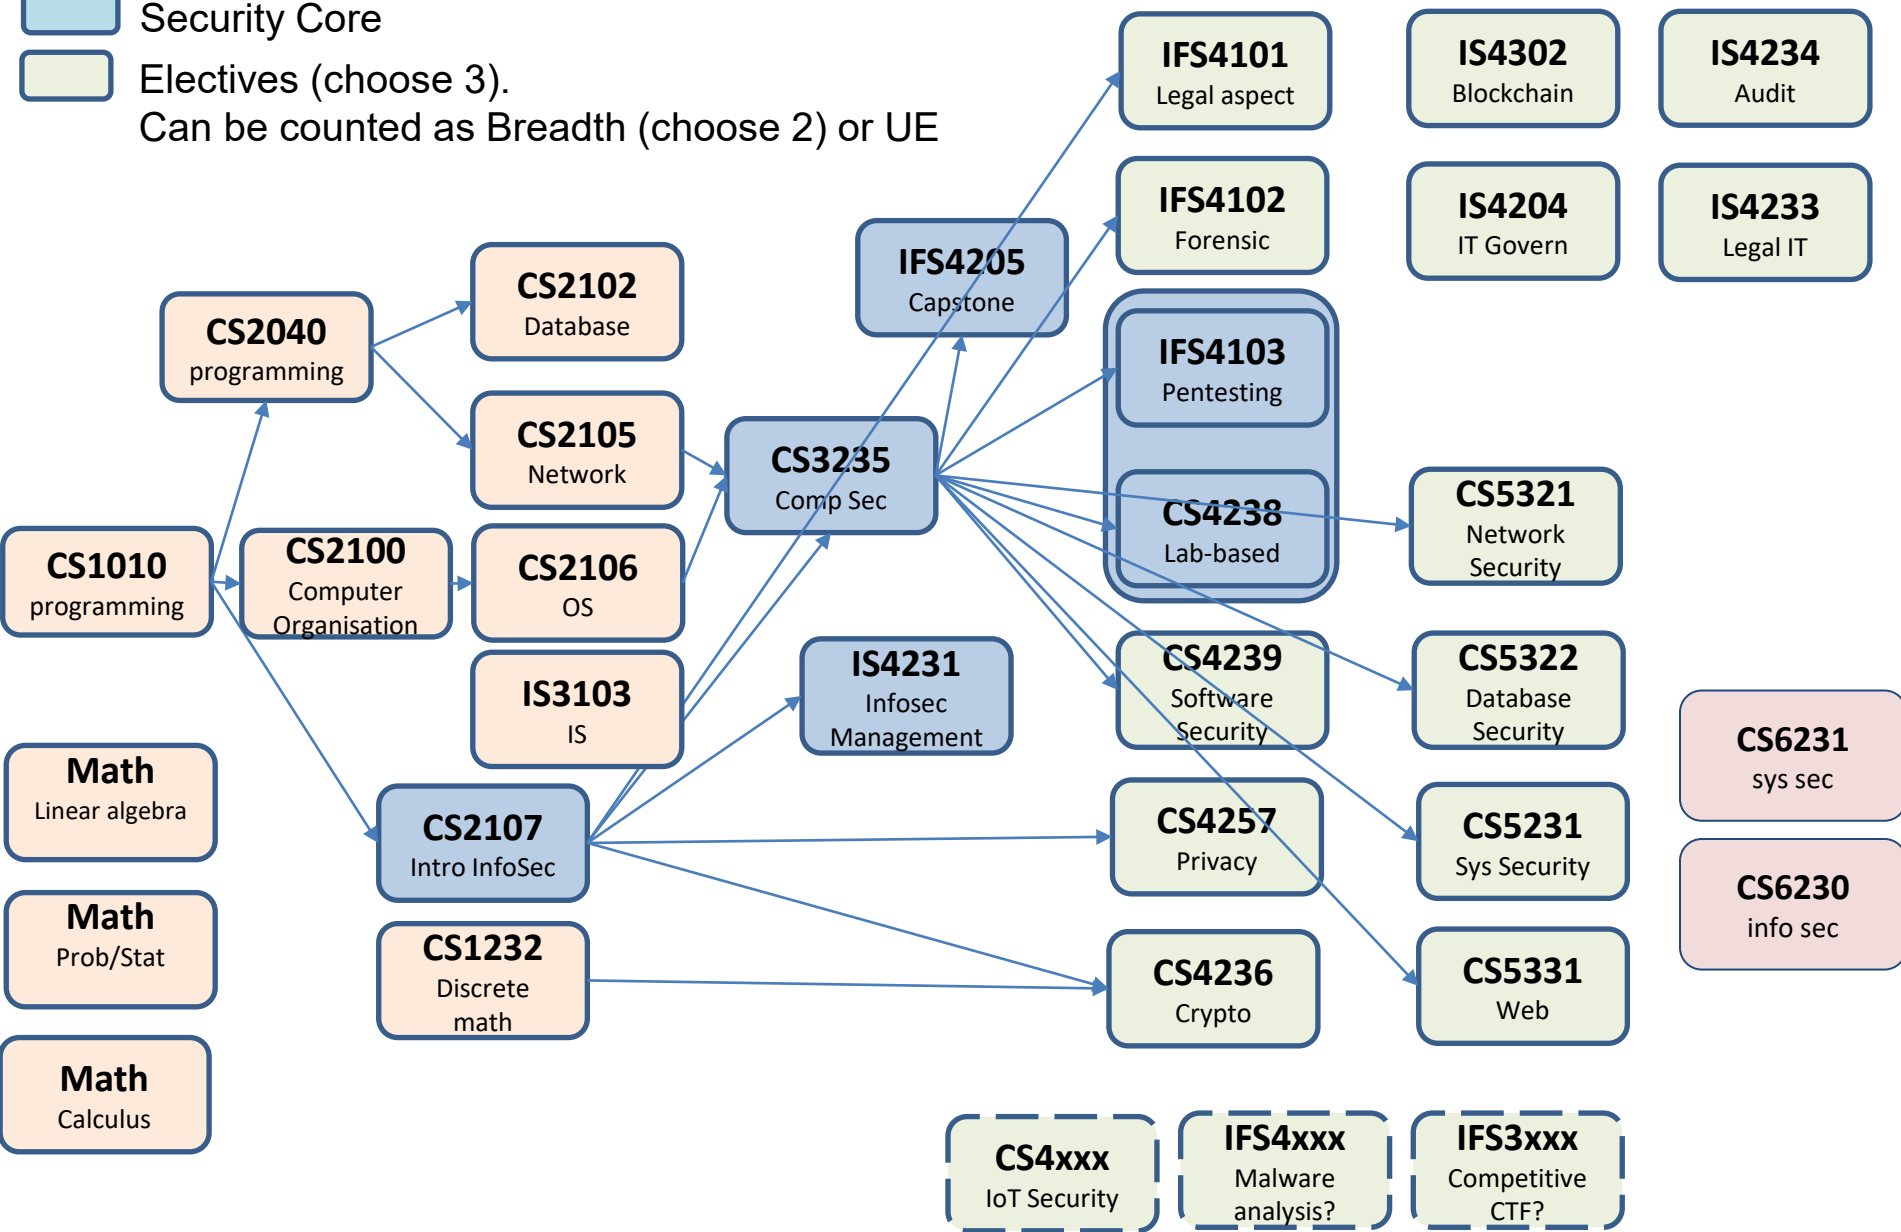 Security Core
Electives (choose 3).
Can be counted as Breadth (choose 2) or UE
IFS4101
Legal aspect
IS4302
Blockchain
IS4234
Audit
IFS4102
Forensic
IS4204
IT Govern
IS4233
Legal IT
IFS4205
Capstone
CS2102
Database
CS2040
programming
IFS4103
Pentesting
CS2105
Network
CS3235
Comp Sec
CS4238
Lab-based
CS5321
Network
Security
CS1010
programming
CS2100
Computer
Organisation
CS2106
OS
IS3103
IS
IS4231
Infosec
Management
CS4239
Software
Security
CS5322
Database
Security
CS6231
sys sec
Math
Linear algebra
CS2107
Intro InfoSec
CS4257
Privacy
CS5231
Sys Security
CS6230
info sec
Math
Prob/Stat
CS1232
Discrete
math
CS4236
Crypto
CS5331
Web
Math
Calculus
CS4xxx
IoT Security
IFS4xxx
Malware
analysis?
IFS3xxx
Competitive
CTF?